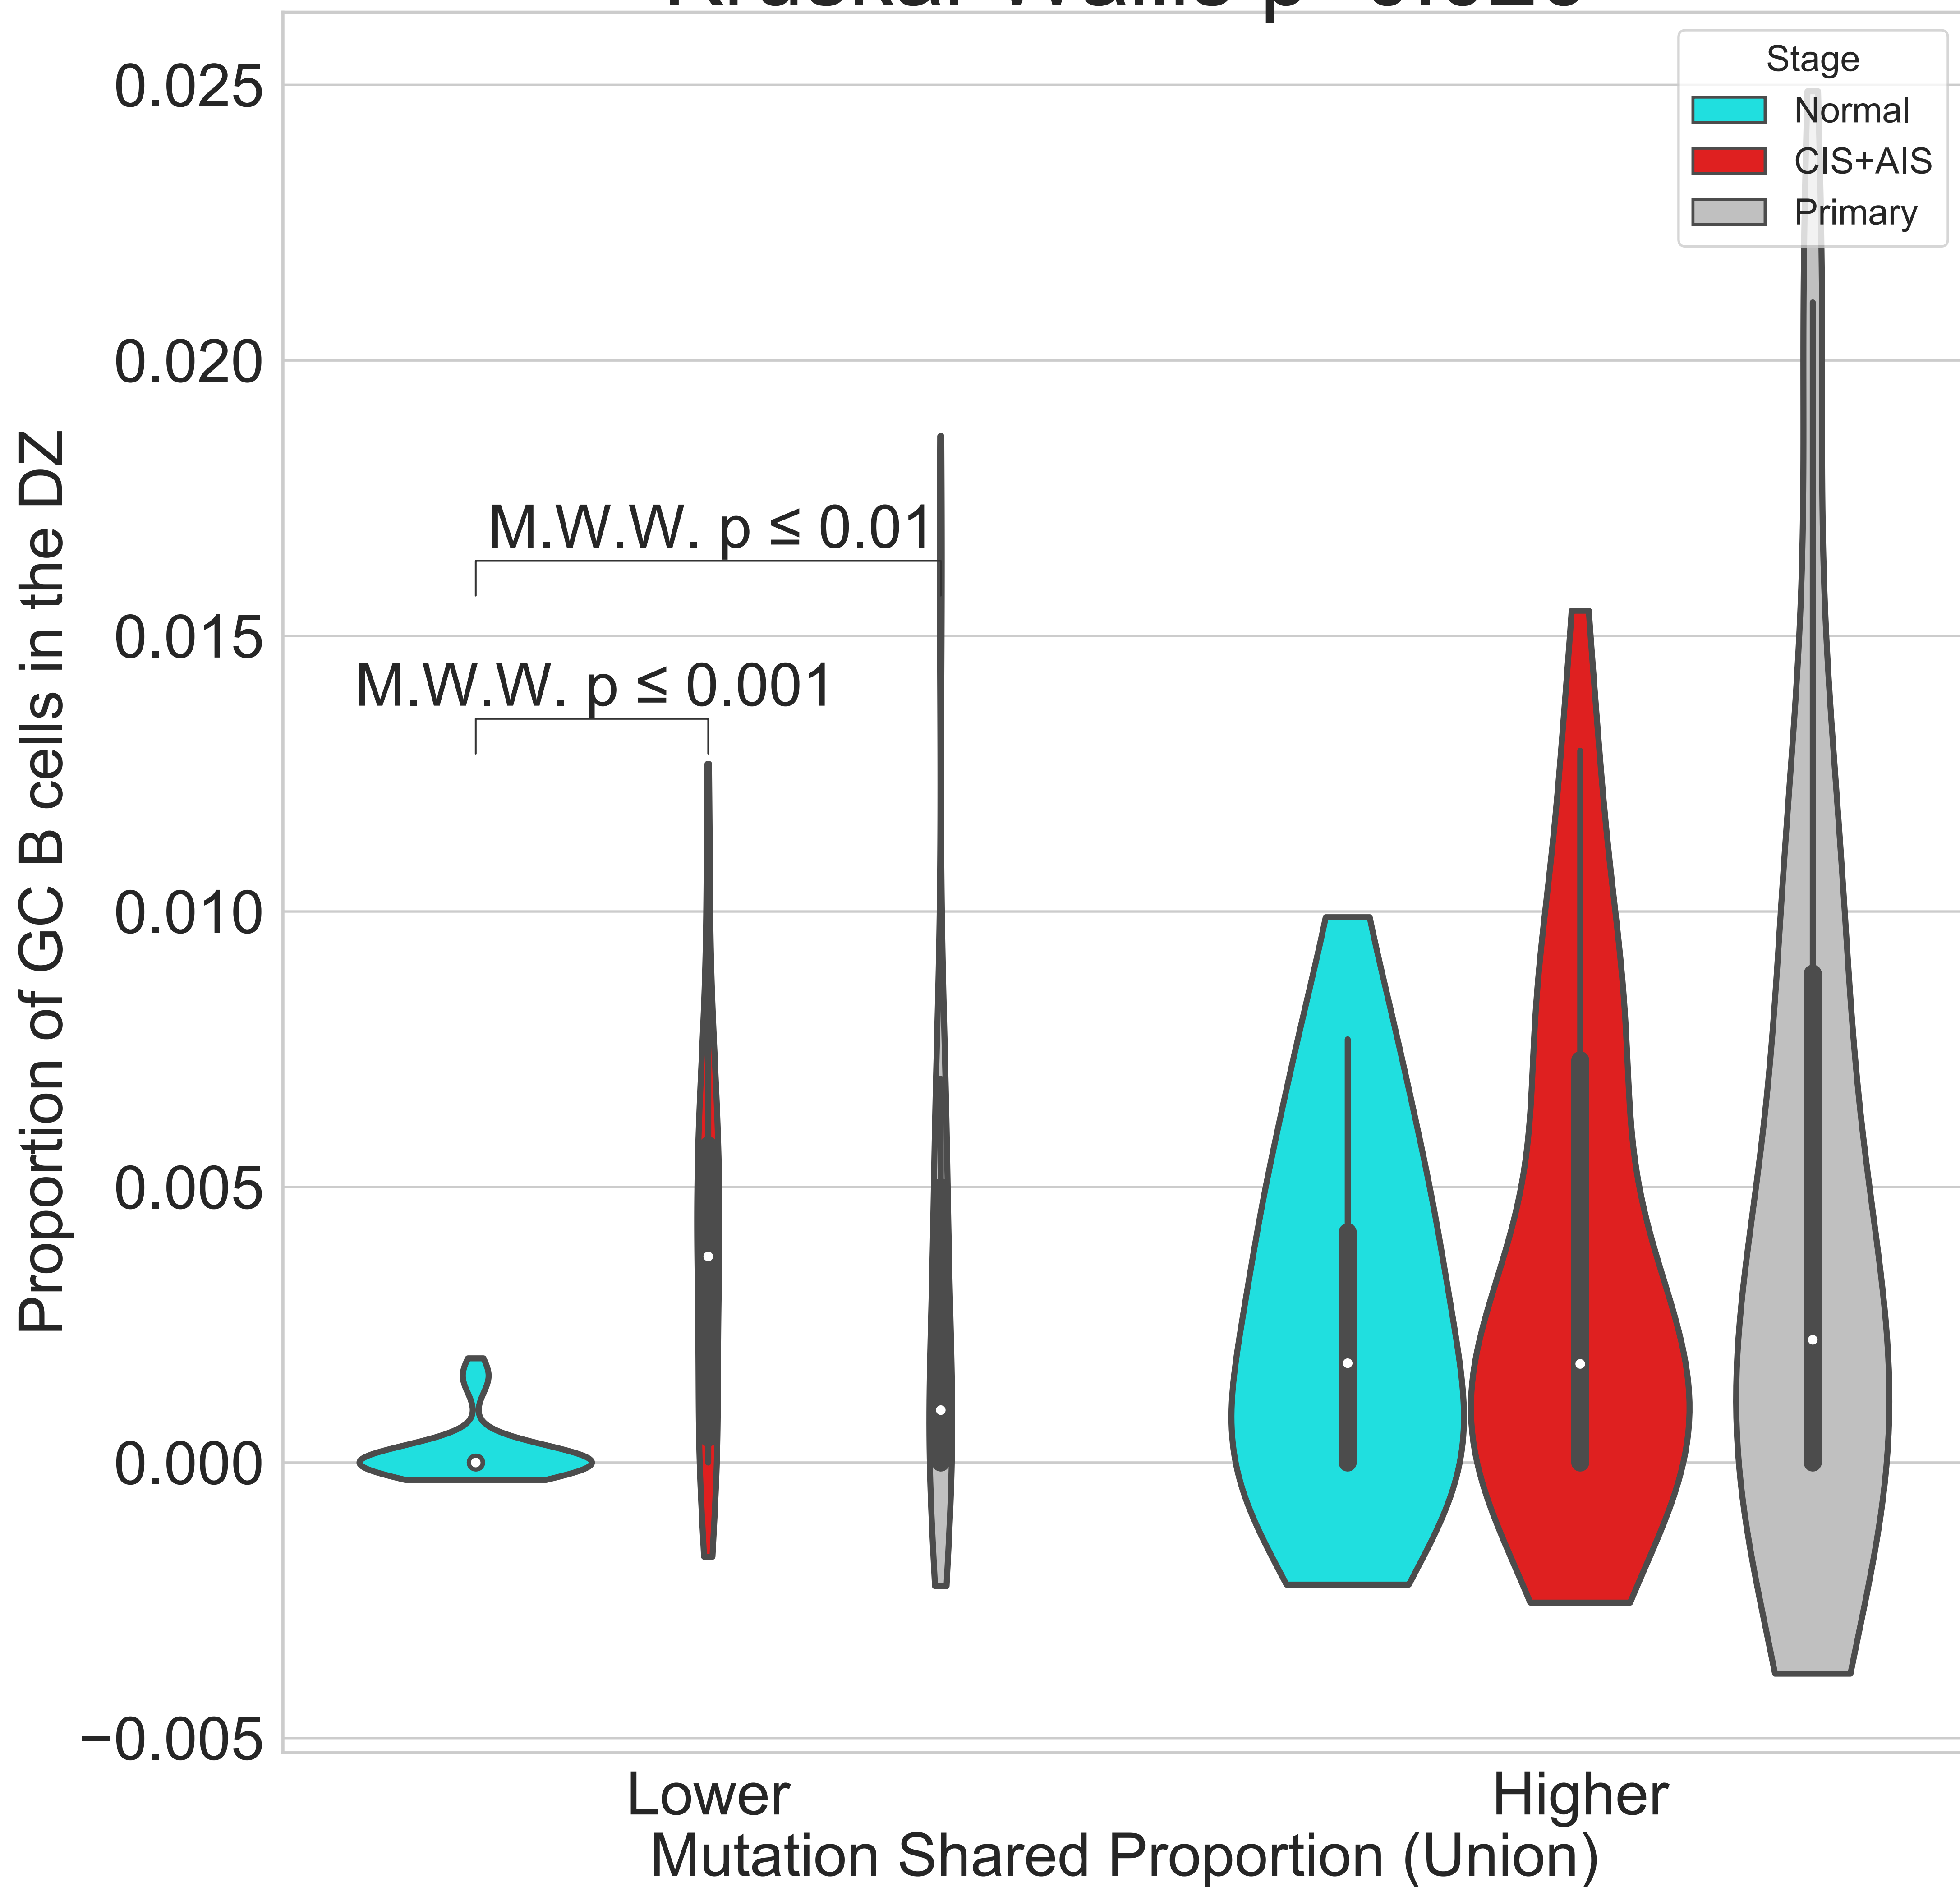 Stage
Normal
CIS+AIS
Primary
0.025
0.020
0.015
0.010
0.005
0.000
−0.005
Proportion of GC B cells in the DZ
M.W.W. p ≤ 0.01
M.W.W. p ≤ 0.001
Lower
Higher
Mutation Shared Proportion (Union)